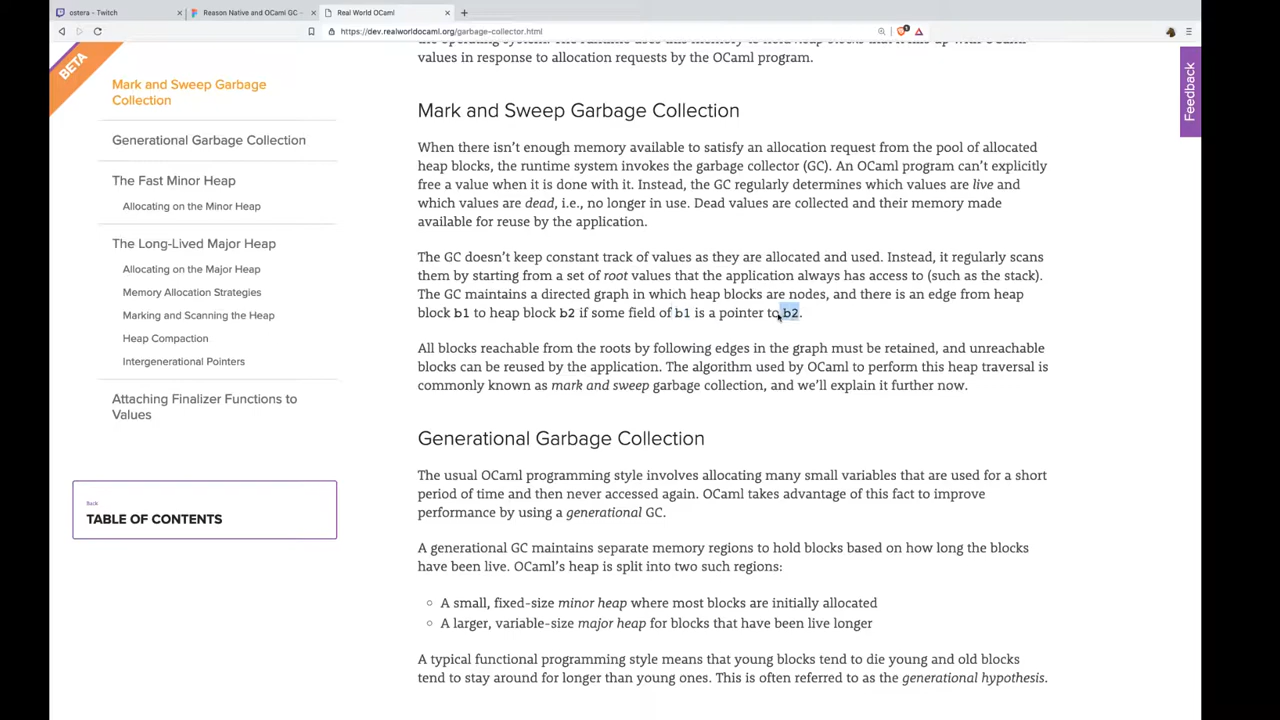 ostera - Twitch
Reason Native and OCaml GC -
Real World OCaml
https://dev.realworldocaml.org/garbage-collector.html
BETA
Feedback
Mark and Sweep Garbage
Collection
Generational Garbage Collection
The Fast Minor Heap
Allocating on the Minor Heap
The Long-Lived Major Heap
Allocating on the Major Heap
Memory Allocation Strategies
Marking and Scanning the Heap
Heap Compaction
Intergenerational Pointers
Attaching Finalizer Functions to
Values
Back
TABLE OF CONTENTS
values in response to allocation requests by the OCaml program.
Mark and Sweep Garbage Collection
When there isn't enough memory available to satisfy an allocation request from the pool of allocated
heap blocks, the runtime system invokes the garbage collector (GC). An OCaml program can't explicitly
free a value when it is done with it. Instead, the GC regularly determines which values are live and
which values are dead, i.e., no longer in use. Dead values are collected and their memory made
available for reuse by the application.
The GC doesn't keep constant track of values as they are allocated and used. Instead, it regularly scans
them by starting from a set of root values that the application always has access to (such as the stack).
The GC maintains a directed graph in which heap blocks are nodes, and there is an edge from heap
block b1 to heap block b2 if some field of b1 is a pointer to b2.
All blocks reachable from the roots by following edges in the graph must be retained, and unreachable
blocks can be reused by the application. The algorithm used by OCaml to perform this heap traversal is
commonly known as mark and sweep garbage collection, and we'll explain it further now.
Generational Garbage Collection
The usual OCaml programming style involves allocating many small variables that are used for a short
period of time and then never accessed again. OCaml takes advantage of this fact to improve
performance by using a generational GC.
A generational GC maintains separate memory regions to hold blocks based on how long the blocks
have been live. OCaml's heap is split into two such regions:
A small, fixed-size minor heap where most blocks are initially allocated
A larger, variable-size major heap for blocks that have been live longer
A typical functional programming style means that young blocks tend to die young and old blocks
tend to stay around for longer than young ones. This is often referred to as the generational hypothesis.